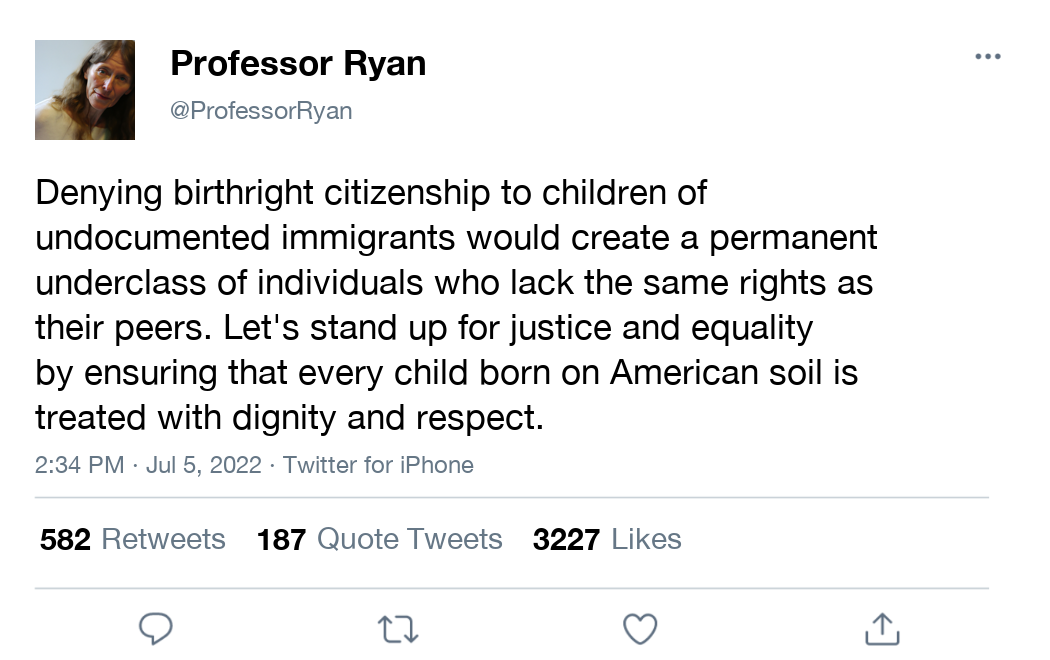 Professor Ryan
@ProfessorRyan
Denying birthright citizenship to children of
undocumented immigrants would create a permanent
underclass of individuals who lack the same rights as
their peers. Let's stand up for justice and equality
by ensuring that every child born on American soil is
treated with dignity and respect.
2:34 PM · Jul 5, 2022 · Twitter for iPhone
582 Retweets 187 Quote Tweets 3227 Likes